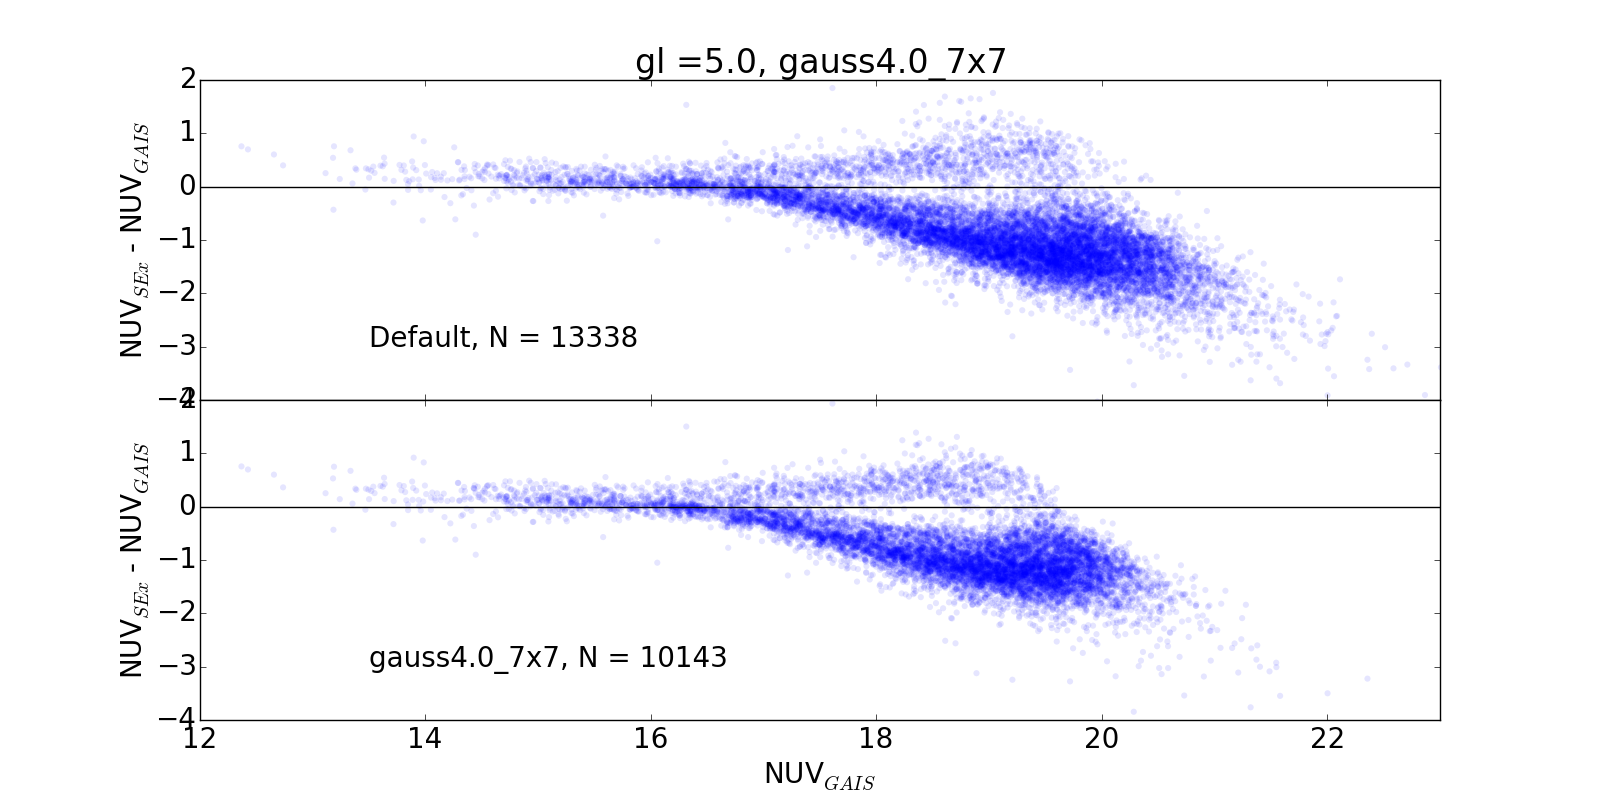 gl =5.0, gauss4.0_7x7
2
1
0
−1
−2
−3
−4
NUV_SEx - NUV_GAIS
Default, N = 13338
2
1
0
−1
−2
−3
−4
NUV_SEx - NUV_GAIS
gauss4.0_7x7, N = 10143
12 14 16 18 20 22
NUV_GAIS